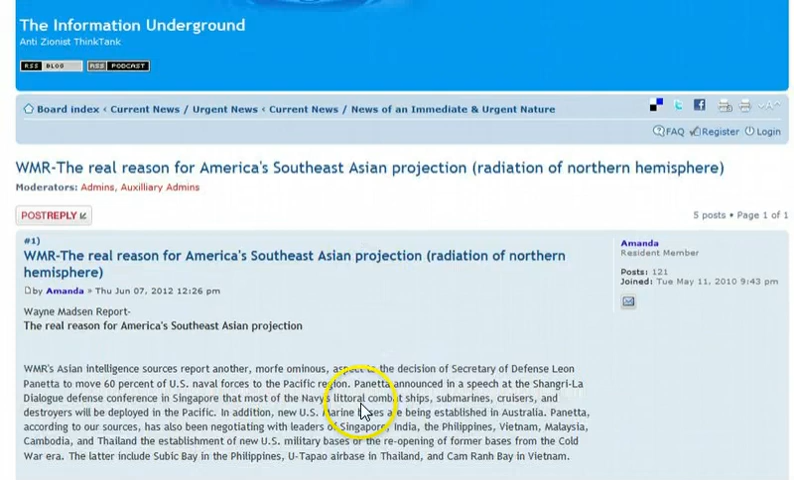 The Information Underground
Anti Zionist ThinkTank
RSS BLOG RSS PODCAST
Board index ‹ Current News / Urgent News ‹ Current News / News of an Immediate & Urgent Nature
FAQ Register Login
WMR-The real reason for America's Southeast Asian projection (radiation of northern hemisphere)
Moderators: Admins, Auxilliary Admins
POSTREPLY
5 posts • Page 1 of 1
#1)
WMR-The real reason for America's Southeast Asian projection (radiation of northern
hemisphere)
by Amanda » Thu Jun 07, 2012 12:26 pm
Wayne Madsen Report-
The real reason for America's Southeast Asian projection
WMR's Asian intelligence sources report another, morfe ominous, aspect to the decision of Secretary of Defense Leon
Panetta to move 60 percent of U.S. naval forces to the Pacific region. Panetta announced in a speech at the Shangri-La
Dialogue defense conference in Singapore that most of the Navy's littoral combat ships, submarines, cruisers, and
destroyers will be deployed in the Pacific. In addition, new U.S. Marine bases are being established in Australia. Panetta,
according to our sources, has also been negotiating with leaders of Singapore, India, the Philippines, Vietnam, Malaysia,
Cambodia, and Thailand the establishment of new U.S. military bases or the re-opening of former bases from the Cold
War era. The latter include Subic Bay in the Philippines, U-Tapao airbase in Thailand, and Cam Ranh Bay in Vietnam.
Amanda
Resident Member
Posts: 121
Joined: Tue May 11, 2010 9:43 pm